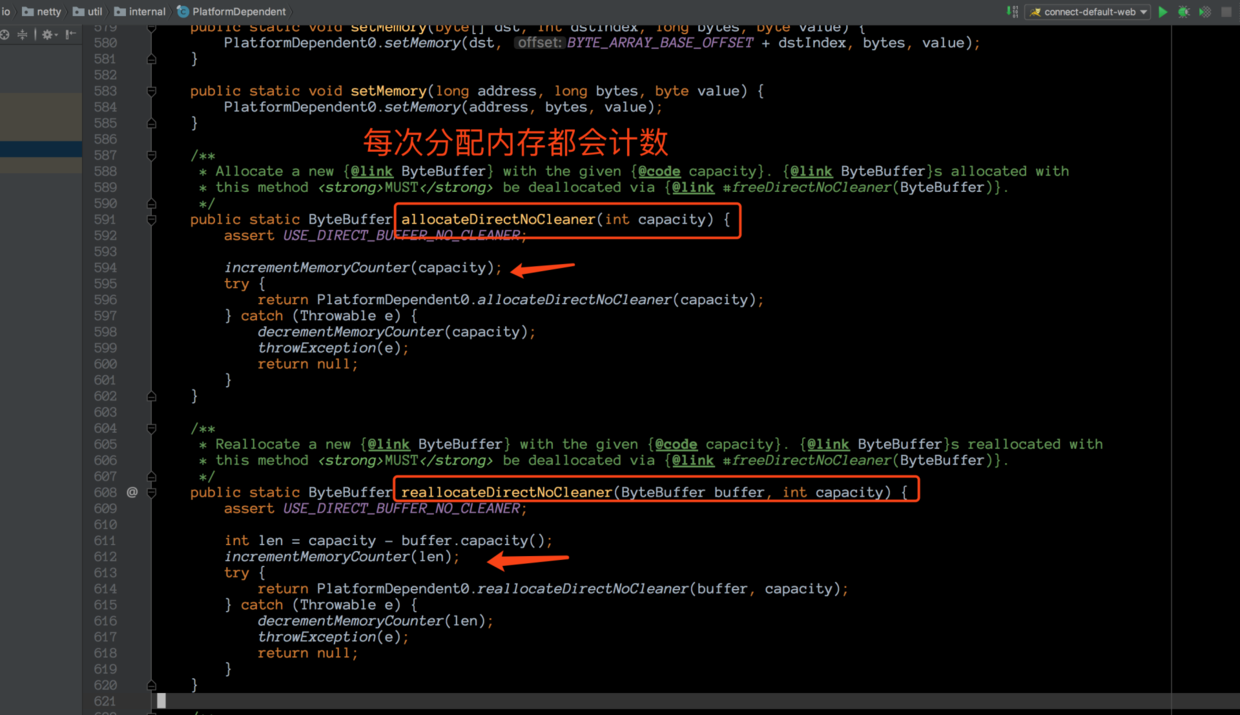 io netty util internal PlatformDependent connect-default-web
579 public static void setMemory(byte[] dst, int dstIndex, long bytes, byte value) {
580 PlatformDependent0.setMemory(dst, offset: BYTE_ARRAY_BASE_OFFSET + dstIndex, bytes, value);
581 }
582
583 public static void setMemory(long address, long bytes, byte value) {
584 PlatformDependent0.setMemory(address, bytes, value);
585 }
586
每次分配内存都会计数
587 /**
588 * Allocate a new {@link ByteBuffer} with the given {@code capacity}. {@link ByteBuffer}s allocated with
589 * this method <strong>MUST</strong> be deallocated via {@link #freeDirectNoCleaner(ByteBuffer)}.
590 */
591 public static ByteBuffer allocateDirectNoCleaner(int capacity) {
592 assert USE_DIRECT_BUFFER_NO_CLEANER;
593
594 incrementMemoryCounter(capacity);
595 try {
596 return PlatformDependent0.allocateDirectNoCleaner(capacity);
597 } catch (Throwable e) {
598 decrementMemoryCounter(capacity);
599 throwException(e);
600 return null;
601 }
602 }
603
604 /**
605 * Reallocate a new {@link ByteBuffer} with the given {@code capacity}. {@link ByteBuffer}s reallocated with
606 * this method <strong>MUST</strong> be deallocated via {@link #freeDirectNoCleaner(ByteBuffer)}.
607 */
608 @ public static ByteBuffer reallocateDirectNoCleaner(ByteBuffer buffer, int capacity) {
609 assert USE_DIRECT_BUFFER_NO_CLEANER;
610
611 int len = capacity - buffer.capacity();
612 incrementMemoryCounter(len);
613 try {
614 return PlatformDependent0.reallocateDirectNoCleaner(buffer, capacity);
615 } catch (Throwable e) {
616 decrementMemoryCounter(len);
617 throwException(e);
618 return null;
619 }
620 }
621